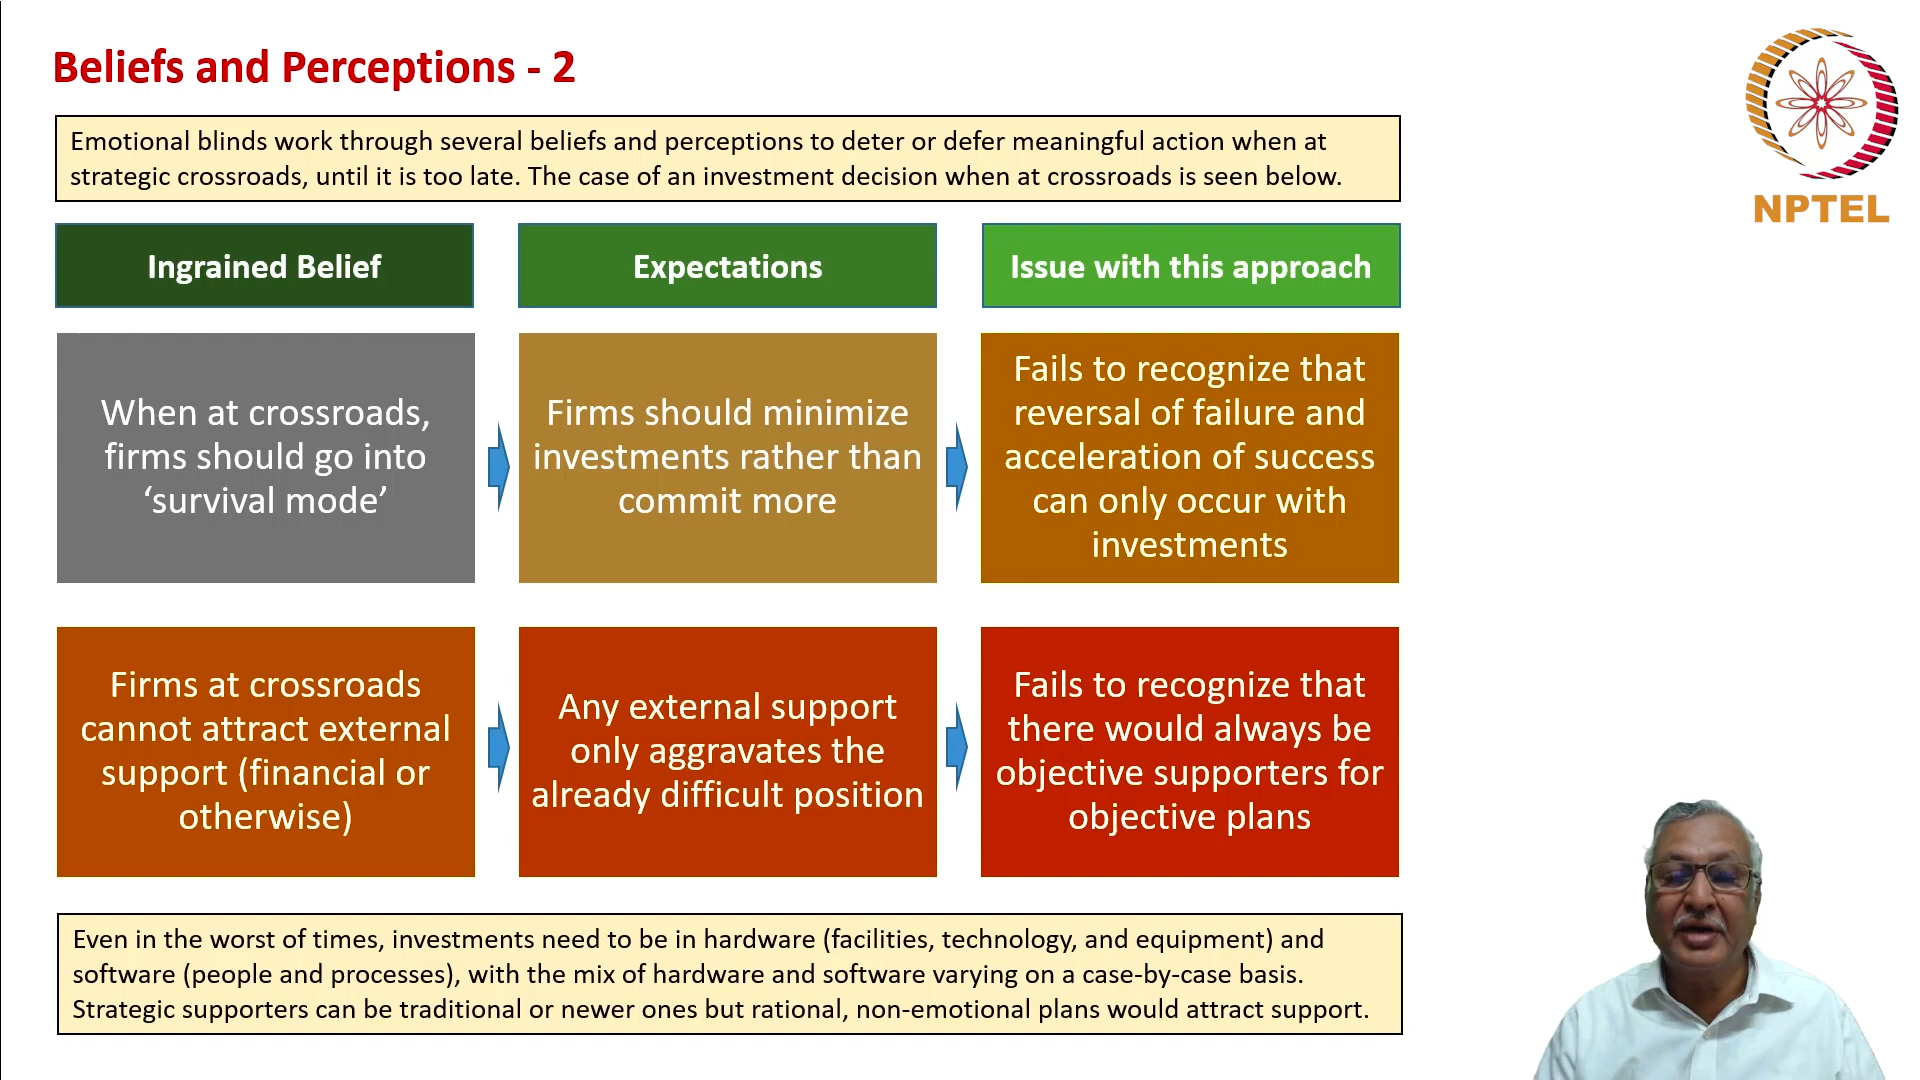 Beliefs and Perceptions - 2
NPTEL
Emotional blinds work through several beliefs and perceptions to deter or defer meaningful action when at
strategic crossroads, until it is too late. The case of an investment decision when at crossroads is seen below.
Ingrained Belief
Expectations
Issue with this approach
When at crossroads,
firms should go into
‘survival mode’
Firms should minimize
investments rather than
commit more
Fails to recognize that
reversal of failure and
acceleration of success
can only occur with
investments
Firms at crossroads
cannot attract external
support (financial or
otherwise)
Any external support
only aggravates the
already difficult position
Fails to recognize that
there would always be
objective supporters for
objective plans
Even in the worst of times, investments need to be in hardware (facilities, technology, and equipment) and
software (people and processes), with the mix of hardware and software varying on a case-by-case basis.
Strategic supporters can be traditional or newer ones but rational, non-emotional plans would attract support.